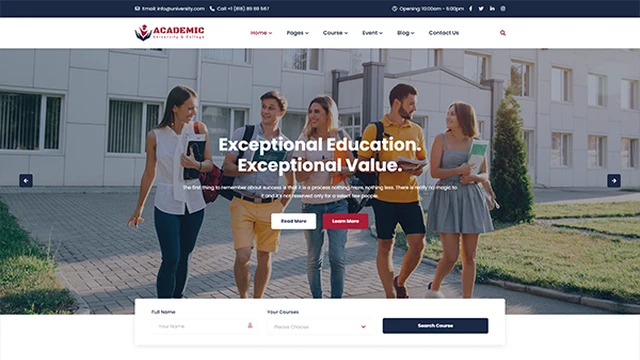 Email: info@university.com Call: +1 (818) 89 89 567 Opening: 10:00am - 6:00pm
ACADEMIC
University & College
Home Pages Course Event Blog Contact Us
Exceptional Education.
Exceptional Value.
The first thing to remember about success is that it is a process nothing more, nothing less. There is really no magic to
it and it's not reserved only for a select few people.
Read More Learn More
Full Name Your Courses
Your Name Please Choose Search Course